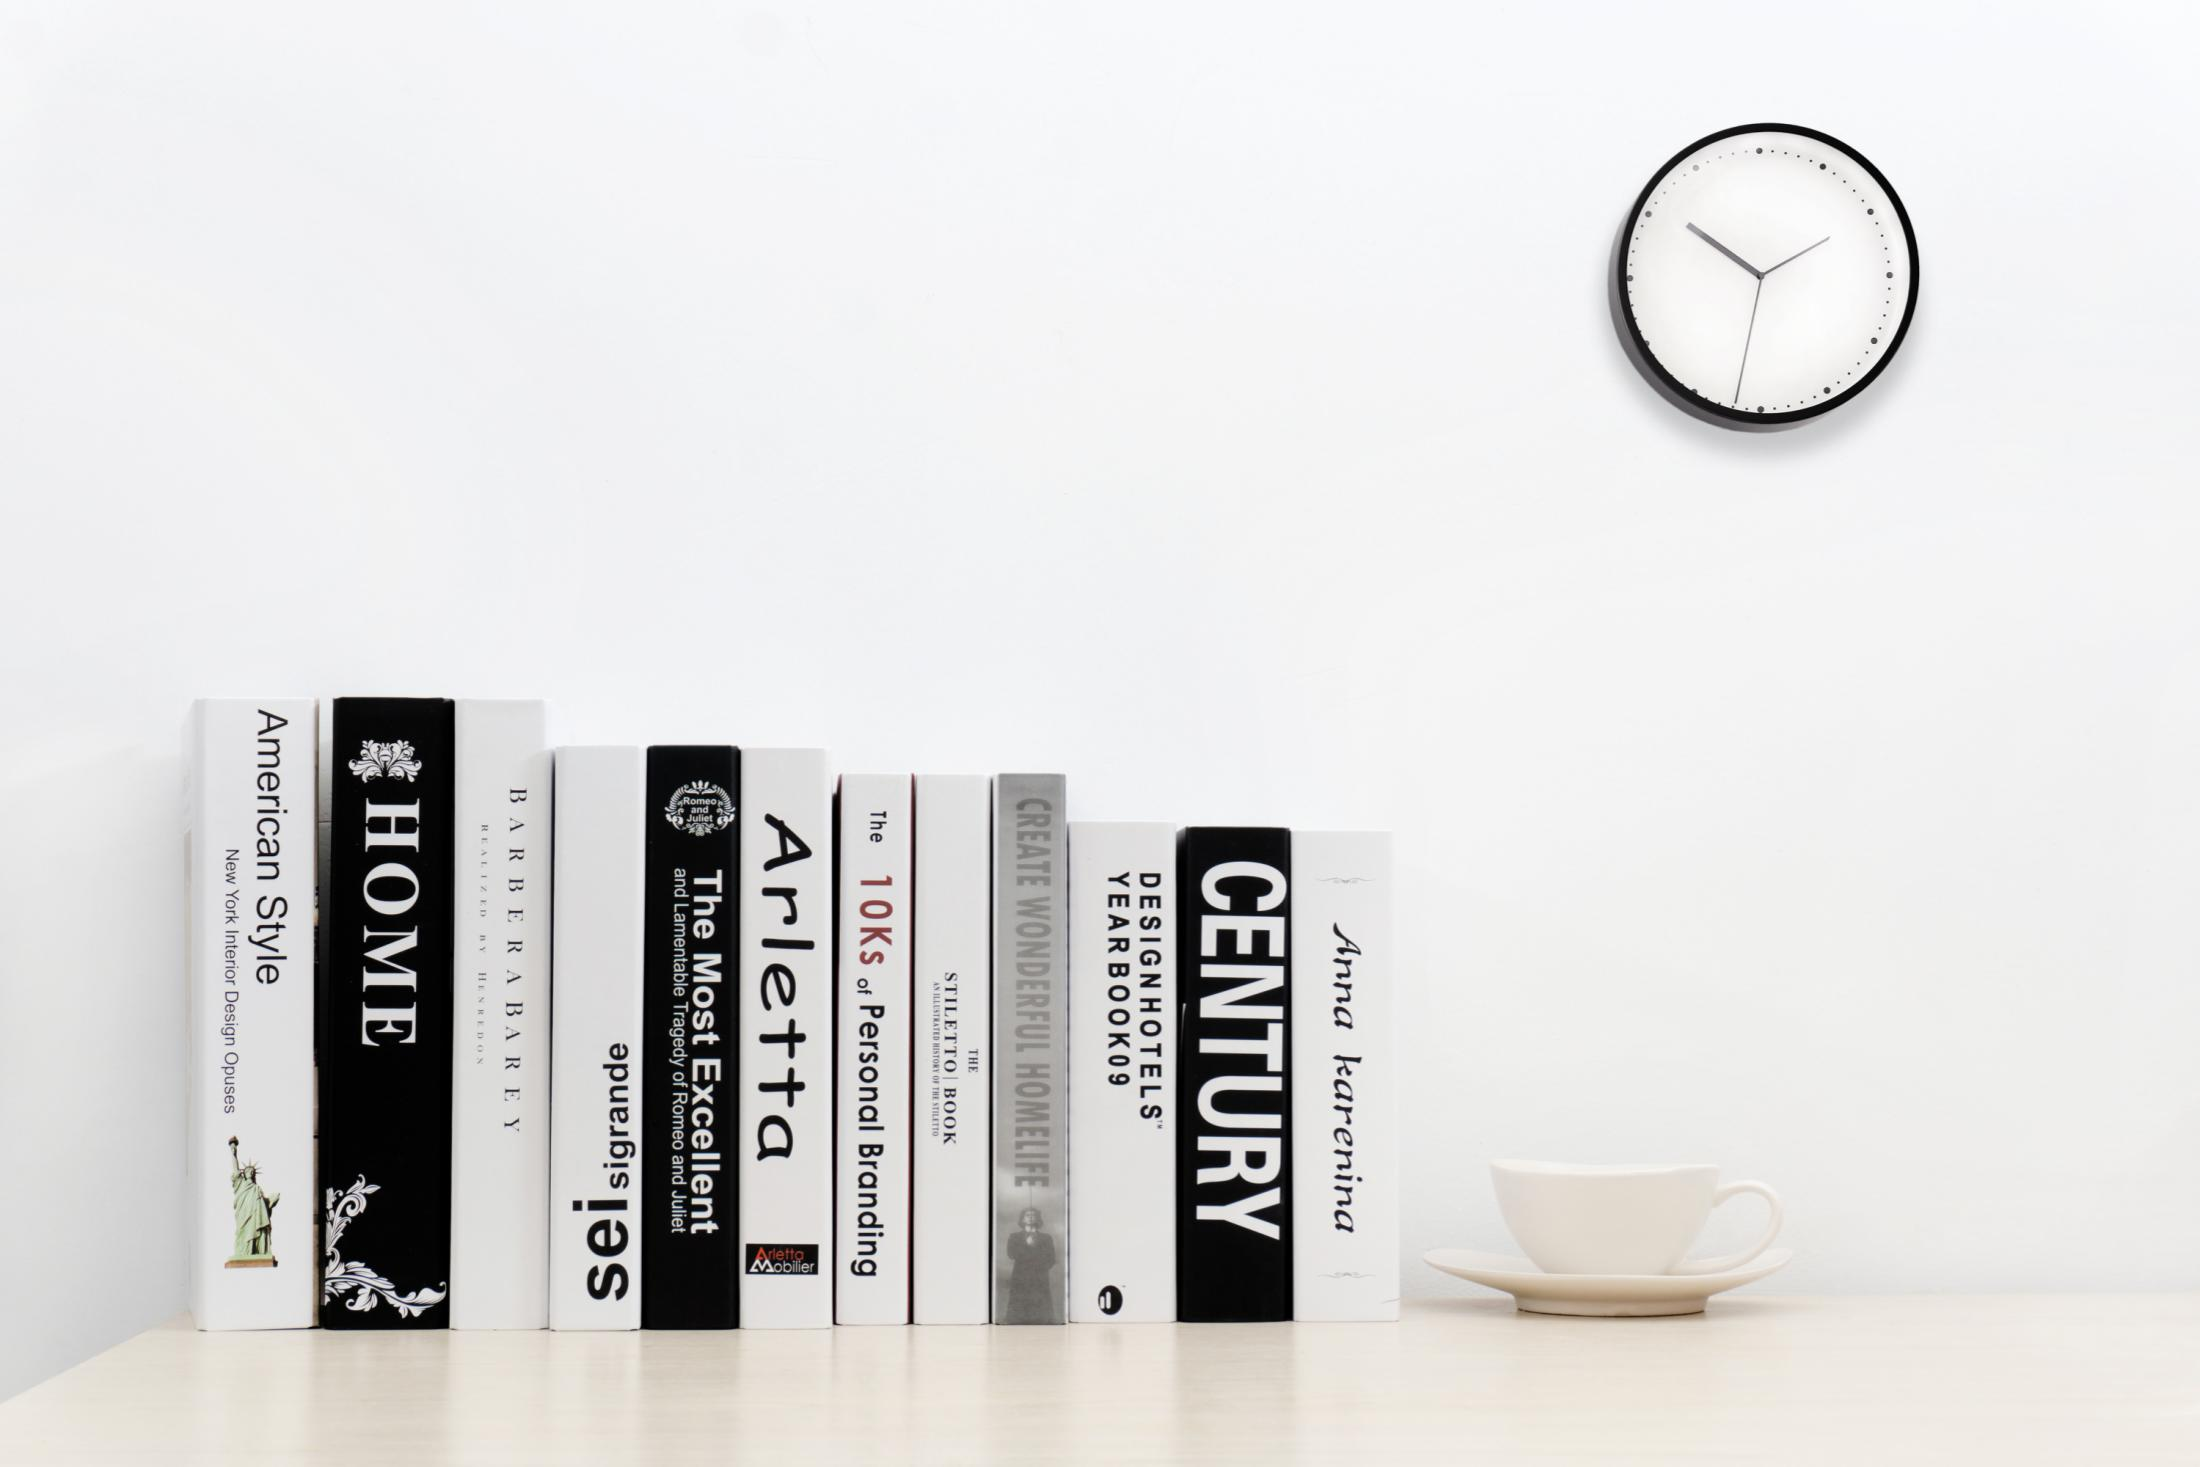 American Style
New York Interior Design Opuses
HOME
BARBERABAREY
REALIZED BY HENREDON
sei
sisgrande
Romeo
and
Juliet
The Most Excellent
and Lamentable Tragedy of Romeo and Juliet
Arletta
Arletta
Mobilier
The 10Ks of Personal Branding
THE
STILETTO | BOOK
AN ILLUSTRATED HISTORY OF THE STILETTO
CREATE WONDERFUL HOMELIFE
DESIGNHOTELS™
YEARBOOK09
CENTURY
Anna karenina